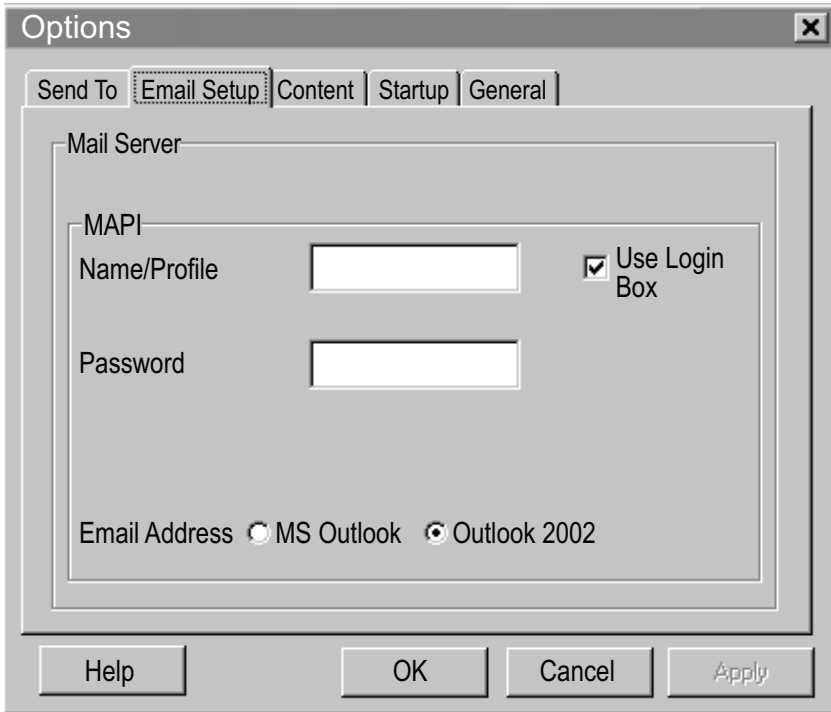 Options
Send To Email Setup Content Startup General
Mail Server
MAPI
Name/Profile
Use Login
Box
Password
Email Address MS Outlook Outlook 2002
Help OK Cancel Apply